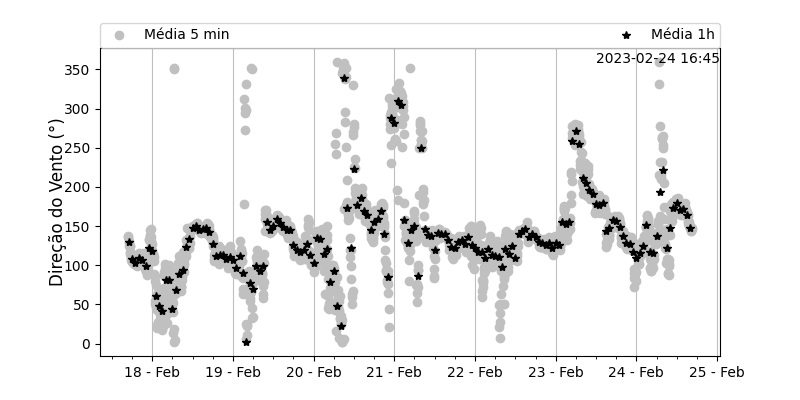 Média 5 min
Média 1h
2023-02-24 16:45
Direção do Vento (°)
350
300
250
200
150
100
50
0
18 - Feb
19 - Feb
20 - Feb
21 - Feb
22 - Feb
23 - Feb
24 - Feb
25 - Feb